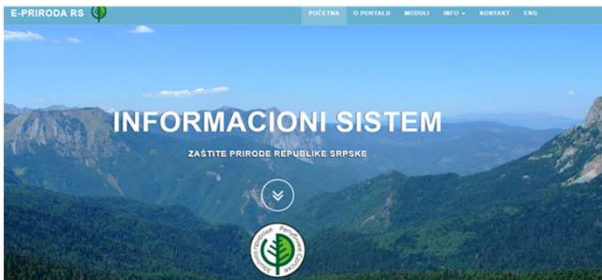 E-PRIRODA RS
POČETNA O PORTALU MODULI INFO KONTAKT ENG
INFORMACIONI SISTEM
ZAŠTITE PRIRODE REPUBLIKE SRPSKE